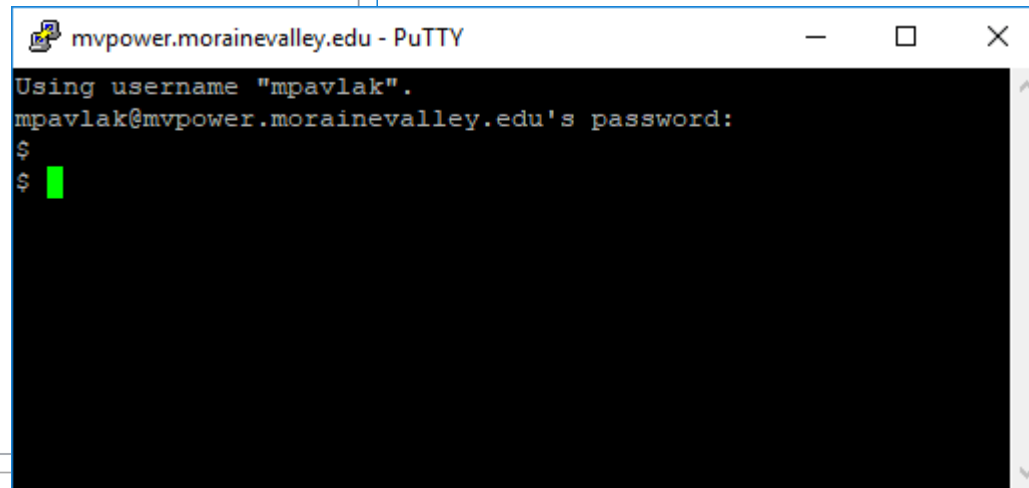 mvpower.morainevalley.edu - PuTTY
Using username "mpavlak".
mpavlak@mvpower.morainevalley.edu's password:
$
$